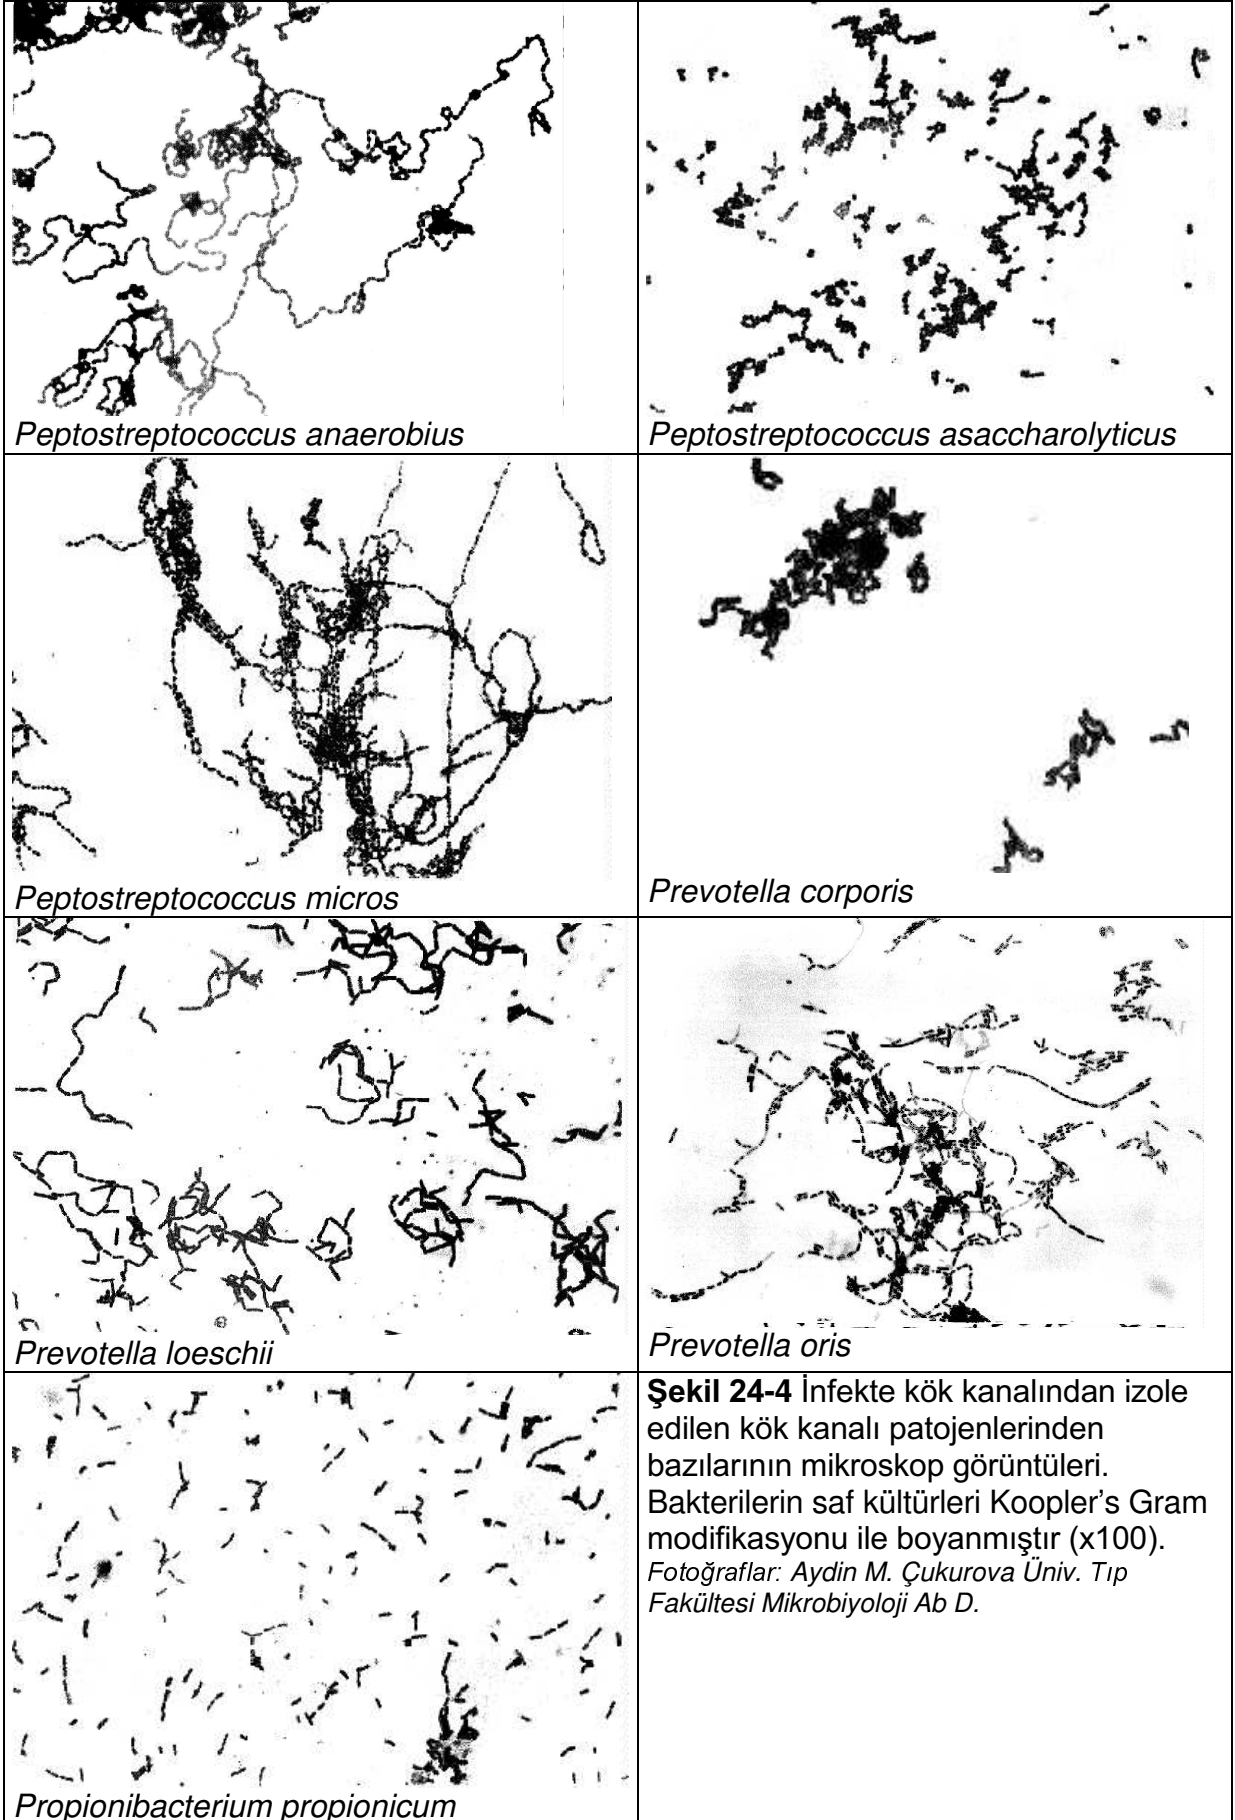 Peptostreptococcus anaerobius
Peptostreptococcus asaccharolyticus
Peptostreptococcus micros
Prevotella corporis
Prevotella loeschii
Prevotella oris
Propionibacterium propionicum
Şekil 24-4 İnfekte kök kanalından izole
edilen kök kanalı patojenlerinden
bazılarının mikroskop görüntüleri.
Bakterilerin saf kültürleri Koopler’s Gram
modifikasyonu ile boyanmıştır (x100).
Fotoğraflar: Aydin M. Çukurova Üniv. Tıp
Fakültesi Mikrobiyoloji Ab D.